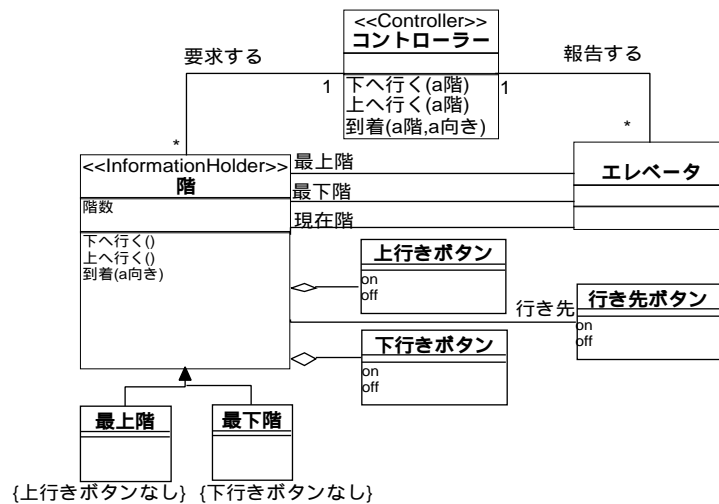 <<Controller>>
コントローラー
下へ行く(a階)
上へ行く(a階)
到着(a階,a向き)
要求する
報告する
1
1
*
*
<<InformationHolder>>
階
階数
下へ行く()
上へ行く()
到着(a向き)
最上階
最下階
現在階
エレベータ
上行きボタン
on
off
行き先
行き先ボタン
on
off
下行きボタン
on
off
最上階
最下階
{上行きボタンなし}
{下行きボタンなし}